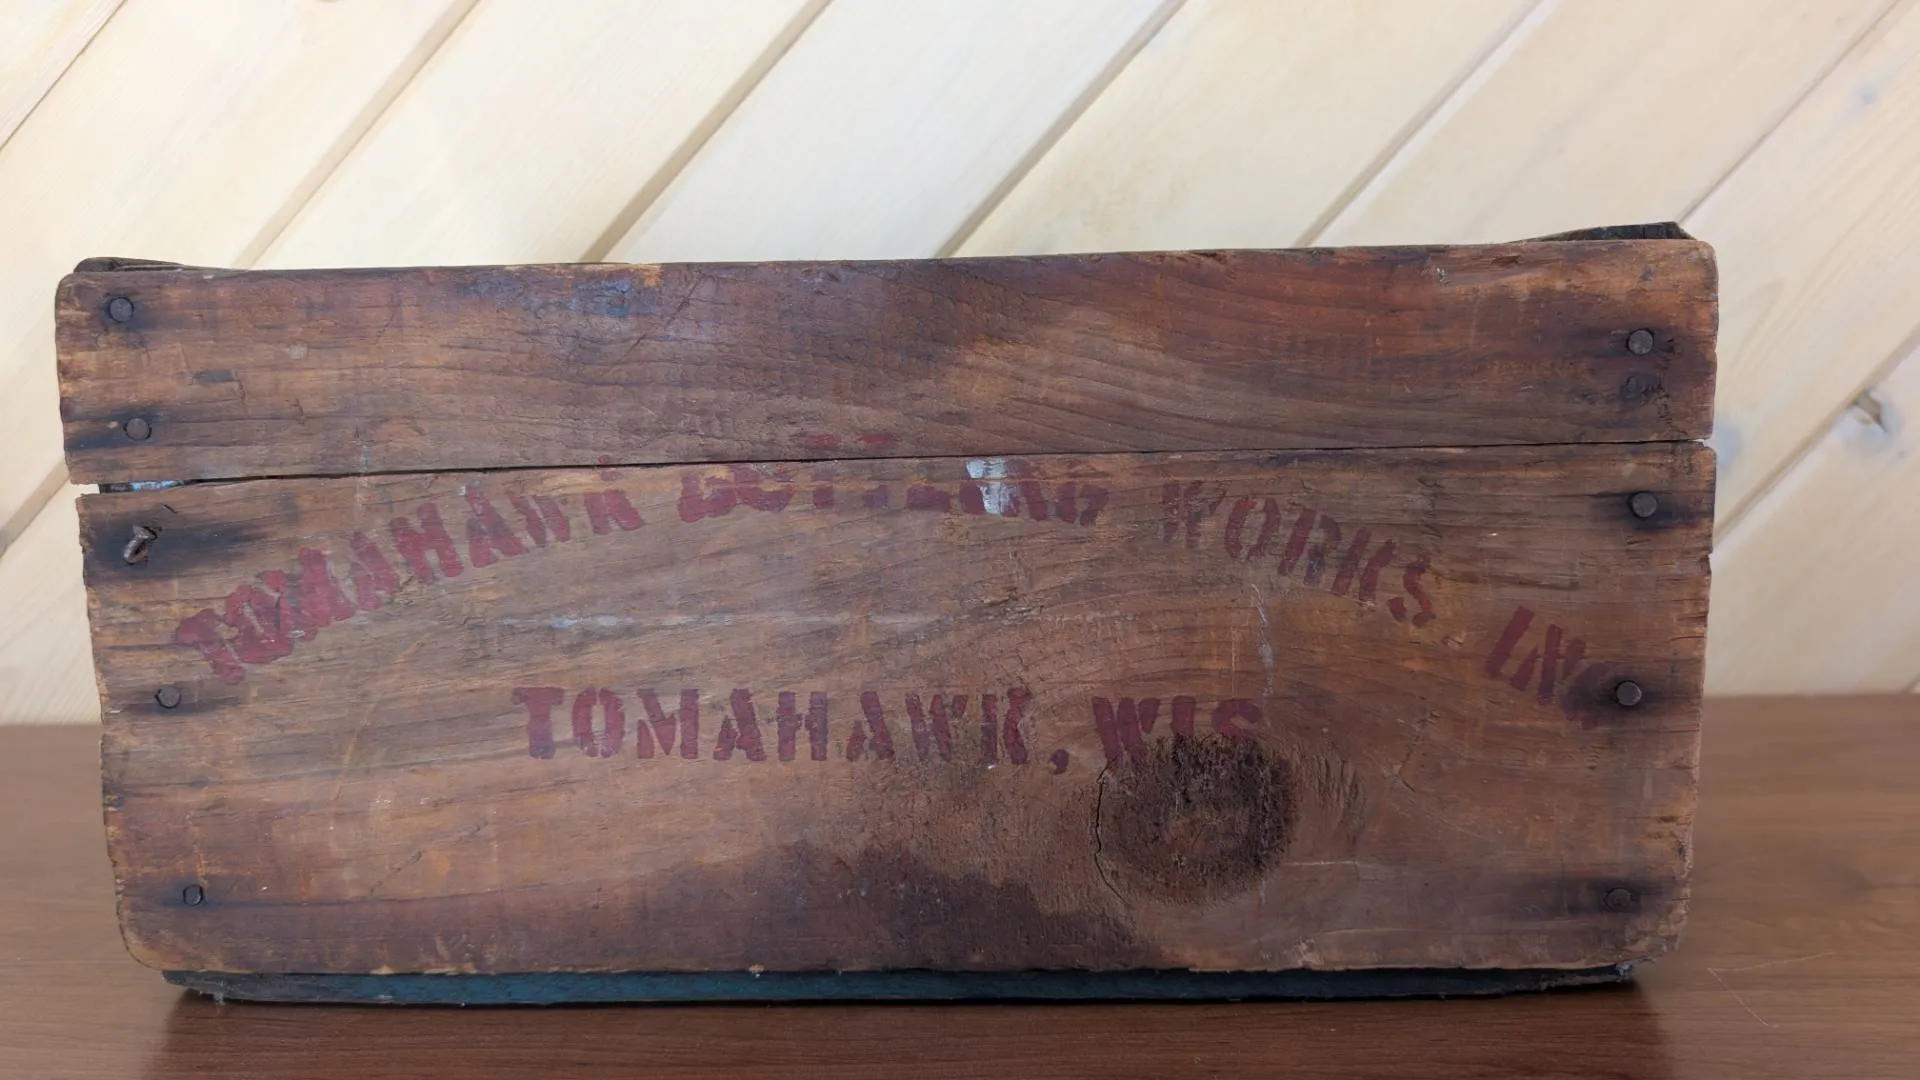 TOMAHAWK BOTTLING WORKS INC.
TOMAHAWK, WIS